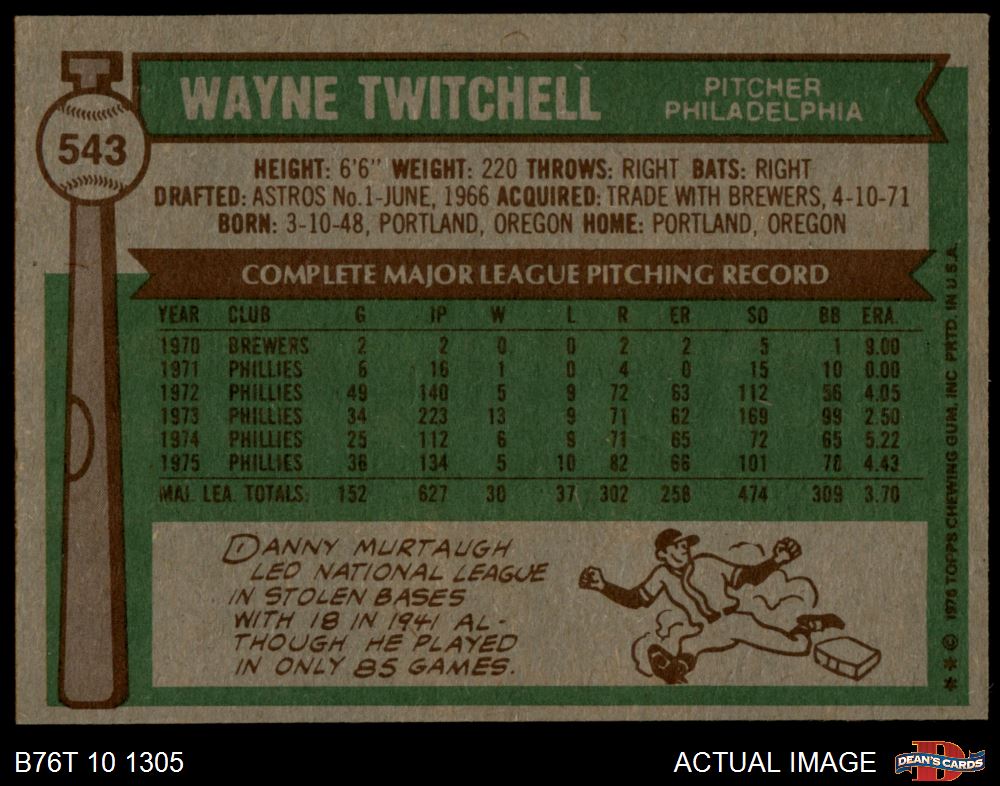 T
543
WAYNE TWITCHELL
PITCHER
PHILADELPHIA
HEIGHT: 6'6" WEIGHT: 220 THROWS: RIGHT BATS: RIGHT
DRAFTED: ASTROS No.1-JUNE, 1966 ACQUIRED: TRADE WITH BREWERS, 4-10-71
BORN: 3-10-48, PORTLAND, OREGON HOME: PORTLAND, OREGON
COMPLETE MAJOR LEAGUE PITCHING RECORD
YEAR CLUB G IP W L R ER SO BB ERA.
1970 BREWERS 2 2 0 0 2 2 5 1 9.00
1971 PHILLIES 6 16 1 0 4 0 15 10 0.00
1972 PHILLIES 49 140 5 9 72 63 112 56 4.05
1973 PHILLIES 34 223 13 9 71 62 169 99 2.50
1974 PHILLIES 25 112 6 9 71 65 72 65 5.22
1975 PHILLIES 36 134 5 10 82 66 101 78 4.43
MAJ. LEA. TOTALS: 152 627 30 37 302 258 474 309 3.70
DANNY MURTAUGH
LED NATIONAL LEAGUE
IN STOLEN BASES
WITH 18 IN 1941 AL-
THOUGH HE PLAYED
IN ONLY 85 GAMES.
** © 1976 TOPPS CHEWING GUM, INC PRTD. IN U.S.A.
B76T 10 1305
ACTUAL IMAGE
D
DEAN'S CARDS